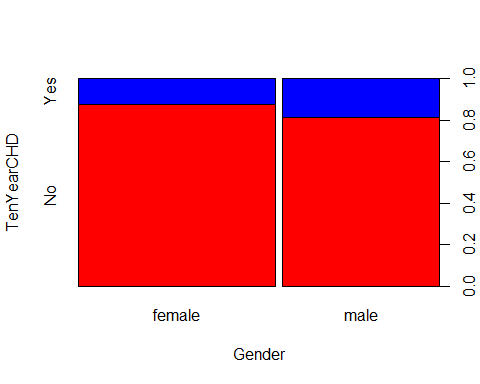 TenYearCHD
Yes
No
1.0
0.8
0.6
0.4
0.2
0.0
female
male
Gender